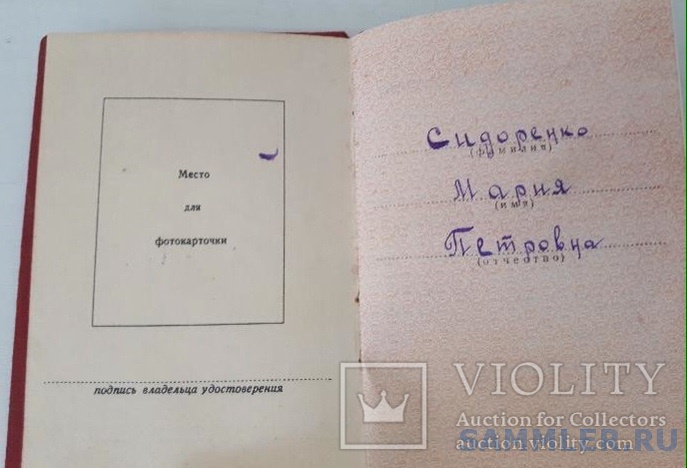 Место
для
фотокарточки
подпись владельца удостоверения
Сидоренко
(фамилия)
Мария
(имя)
Петровна
(отчество)
VIOLITY
Auction for Collectors
SAMMLER.RU
auction.violity.com